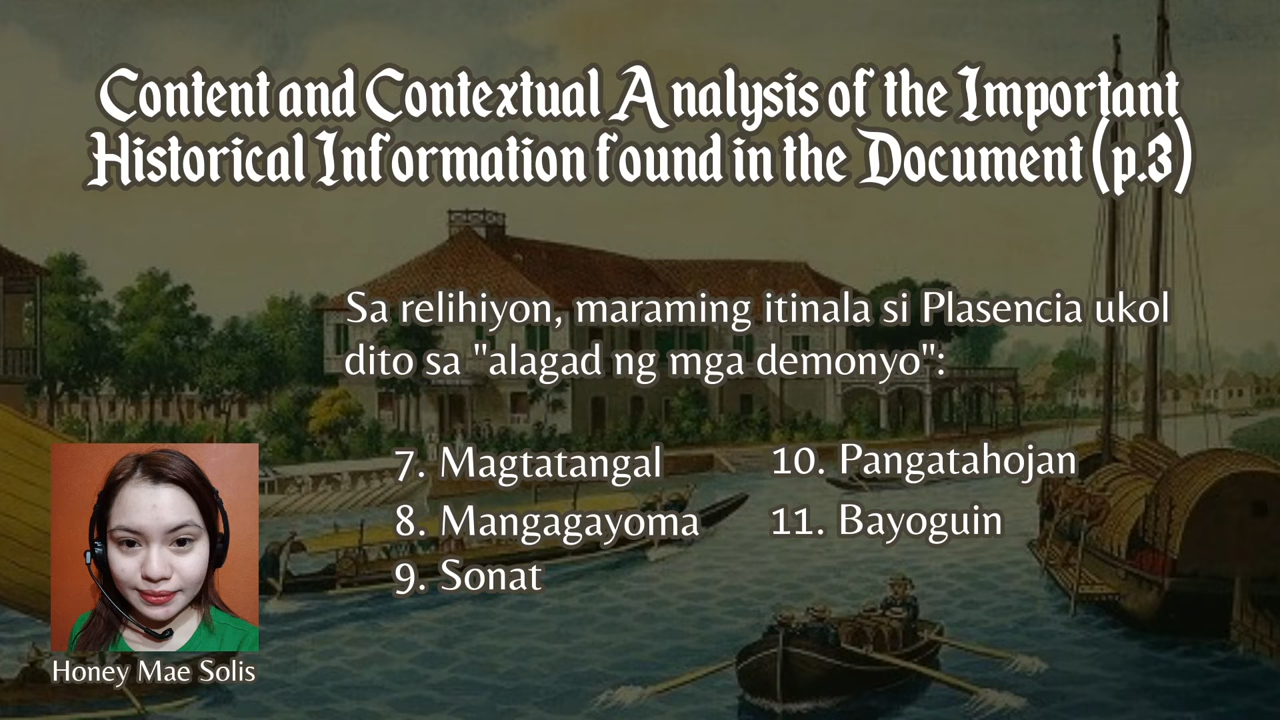 Content and Contextual Analysis of the Important
Historical Information found in the Document (p.3)
Sa relihiyon, maraming itinala si Plasencia ukol
dito sa "alagad ng mga demonyo":
7. Magtatangal
8. Mangagayoma
9. Sonat
10. Pangatahojan
11. Bayoguin
Honey Mae Solis